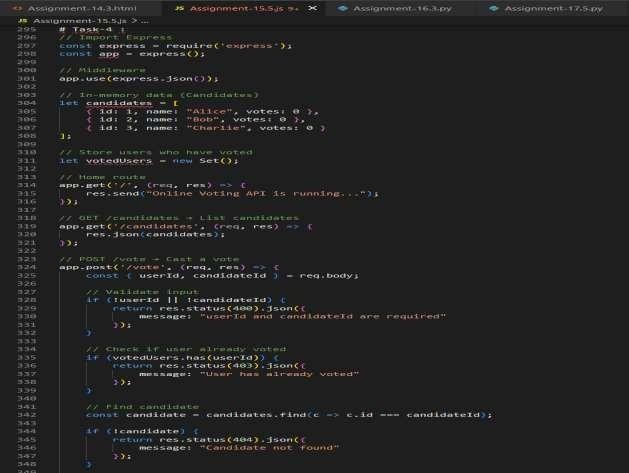 Assignment-14.3.html
Assignment-15.5.js 9+
Assignment-16.3.py
Assignment-17.5.py
Assignment-15.5.js > ...
295 # Task-4 :
296 // Import Express
297 const express = require('express');
298 const app = express();
299
300 // Middleware
301 app.use(express.json());
302
303 // In-memory data (Candidates)
304 let candidates = [
305 { id: 1, name: "Alice", votes: 0 },
306 { id: 2, name: "Bob", votes: 0 },
307 { id: 3, name: "Charlie", votes: 0 }
308 ];
309
310 // Store users who have voted
311 let votedUsers = new Set();
312
313 // Home route
314 app.get('/', (req, res) => {
315 res.send("Online Voting API is running...");
316 });
317
318 // GET /candidates → List candidates
319 app.get('/candidates', (req, res) => {
320 res.json(candidates);
321 });
322
323 // POST /vote → Cast a vote
324 app.post('/vote', (req, res) => {
325 const { userId, candidateId } = req.body;
326
327 // Validate input
328 if (!userId || !candidateId) {
329 return res.status(400).json({
330 message: "userId and candidateId are required"
331 });
332 }
333
334 // Check if user already voted
335 if (votedUsers.has(userId)) {
336 return res.status(403).json({
337 message: "User has already voted"
338 });
339 }
340
341 // Find candidate
342 const candidate = candidates.find(c => c.id === candidateId);
343
344 if (!candidate) {
345 return res.status(404).json({
346 message: "Candidate not found"
347 });
348 }